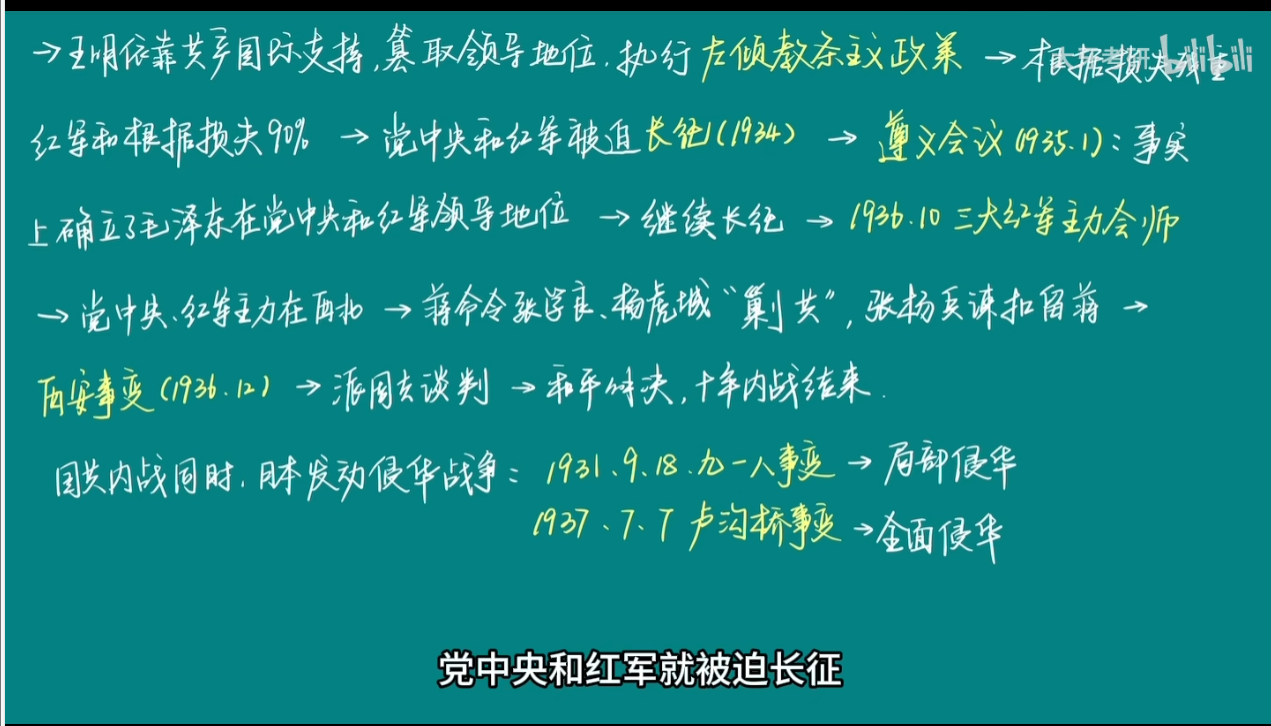 →王明依靠共产国际支持,篡取领导地位.执行左倾教条主义政策 → 根据损失残重
红军和根据损失90% → 党中央和红军被迫长征(1934) → 遵义会议(1935.1):事实
上确立了毛泽东在党中央和红军领导地位 → 继续长征 → 1936.10三大红军主力会师
→党中央、红军主力在西北 → 蒋命令张学良、杨虎城“剿共”,张杨兵谏扣留蒋 →
西安事变(1936.12) → 派周去谈判 → 和平解决,十年内战结束.
国共内战同时,日本发动侵华战争: 1931.9.18.九一八事变 → 局部侵华
1937.7.7卢沟桥事变 → 全面侵华
党中央和红军就被迫长征
bilibili